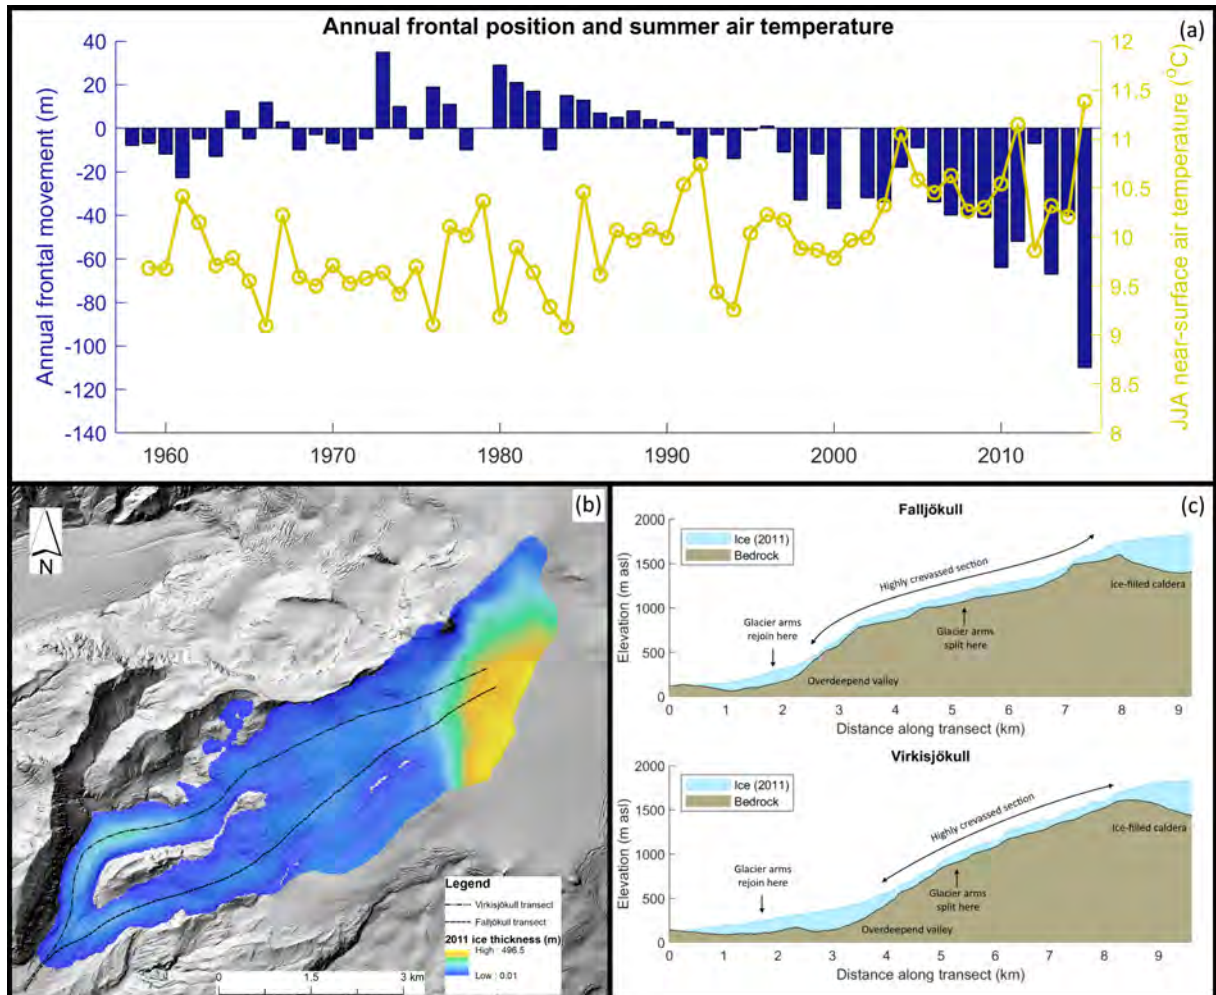 Annual frontal position and summer air temperature
(a)
Annual frontal movement (m)
40
20
0
-20
-40
-60
-80
-100
-120
-140
1960
1970
1980
1990
2000
2010
12
11.5
11
10.5
10
9.5
9
8.5
8
JJA near-surface air temperature (⁰C)
(b)
N
Legend
Virkisjökull transect
Falljökull transect
2011 ice thickness (m)
High : 496.5
Low : 0.01
0 1.5 3 km
(c)
Falljökull
Elevation (m asl)
2000
1500
1000
500
0
Ice (2011)
Bedrock
Highly crevassed section
Ice-filled caldera
Glacier arms
rejoin here
Glacier arms
split here
Overdeepend valley
0 1 2 3 4 5 6 7 8 9
Distance along transect (km)
Virkisjökull
Elevation (m asl)
2000
1500
1000
500
0
Ice (2011)
Bedrock
Highly crevassed section
Ice-filled caldera
Glacier arms
rejoin here
Glacier arms
split here
Overdeepend valley
0 1 2 3 4 5 6 7 8 9
Distance along transect (km)